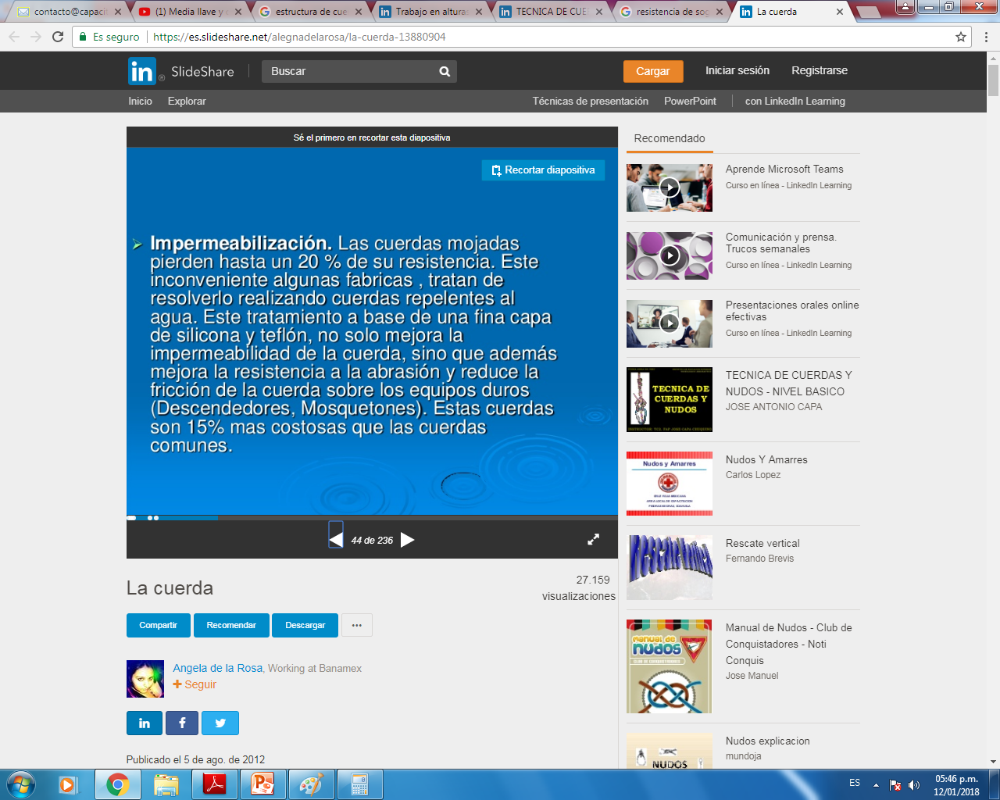 contacto@capaci
(1) Media llave y c
estructura de cue
Trabajo en altura
TECNICA DE CUE
resistencia de sog
La cuerda
Es seguro
https://es.slideshare.net/alegnadelarosa/la-cuerda-13880904
in
SlideShare
Buscar
Cargar
Iniciar sesión
Registrarse
Inicio
Explorar
Técnicas de presentación
PowerPoint
con LinkedIn Learning
Sé el primero en recortar esta diapositiva
Recortar diapositiva
Impermeabilización. Las cuerdas mojadas
pierden hasta un 20 % de su resistencia. Este
inconveniente algunas fabricas , tratan de
resolverlo realizando cuerdas repelentes al
agua. Este tratamiento a base de una fina capa
de silicona y teflón, no solo mejora la
impermeabilidad de la cuerda, sino que además
mejora la resistencia a la abrasión y reduce la
fricción de la cuerda sobre los equipos duros
(Descendedores, Mosquetones). Estas cuerdas
son 15% mas costosas que las cuerdas
comunes.
44 de 236
La cuerda
27.159
visualizaciones
Compartir
Recomendar
Descargar
Angela de la Rosa, Working at Banamex
Seguir
Publicado el 5 de ago. de 2012
Recomendado
Aprende Microsoft Teams
Curso en línea - LinkedIn Learning
Comunicación y prensa.
Trucos semanales
Curso en línea - LinkedIn Learning
Presentaciones orales online
efectivas
Curso en línea - LinkedIn Learning
TECNICA DE
CUERDAS Y
NUDOS
TECNICA DE CUERDAS Y
NUDOS - NIVEL BASICO
JOSE ANTONIO CAPA
Nudos y Amarres
CRUZ ROJA MEXICANA
Nudos Y Amarres
Carlos Lopez
Rescate vertical
Fernando Brevis
MANUAL DE
NUDOS
CLUB DE CONQUISTADORES
Manual de Nudos - Club de
Conquistadores - Noti
Conquis
Jose Manuel
NUDOS
Nudos explicacion
mundoja
ES
05:46 p.m.
12/01/2018